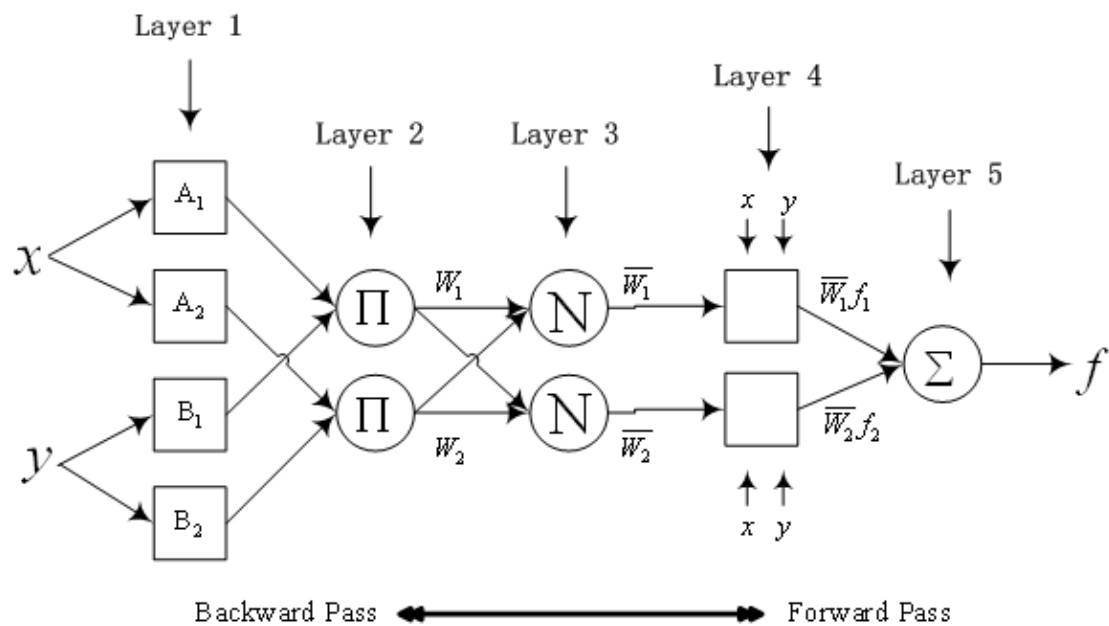 Layer 1
Layer 4
Layer 2
Layer 3
Layer 5
x y
A₁
x
A₂
Π
W₁
N
W̅₁
W̅₁f₁
Σ
f
B₁
Π
W₂
N
W̅₂
W̅₂f₂
y
B₂
x y
Backward Pass
Forward Pass